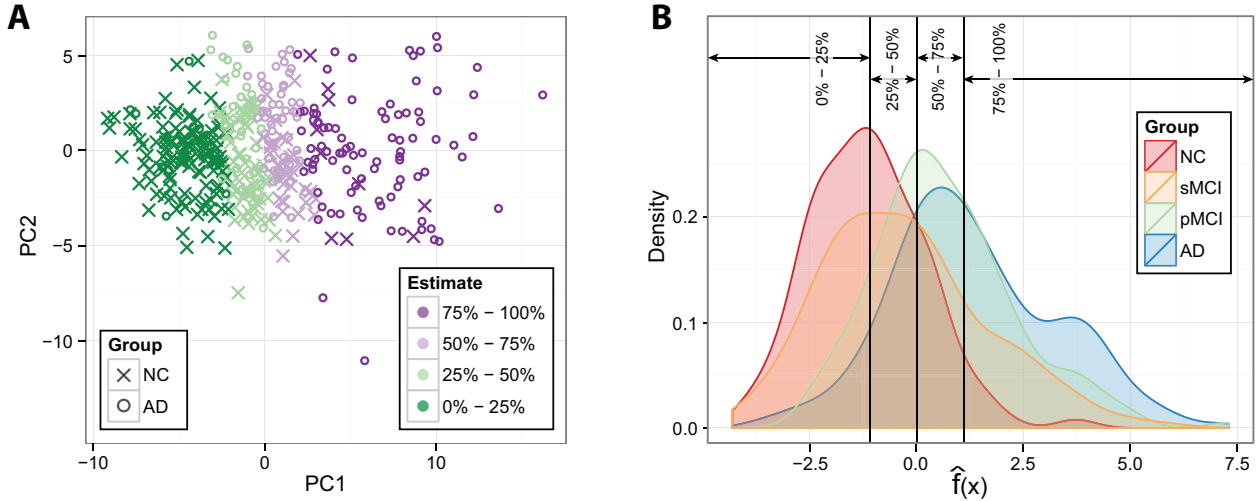 A
5
0
−5
−10
PC2
−10
0
10
PC1
Group
NC
AD
Estimate
75% − 100%
50% − 75%
25% − 50%
0% − 25%
B
0% − 25%
25% − 50%
50% − 75%
75% − 100%
Group
NC
sMCI
pMCI
AD
0.2
0.1
0.0
Density
−2.5
0.0
2.5
5.0
7.5
f̂(x)